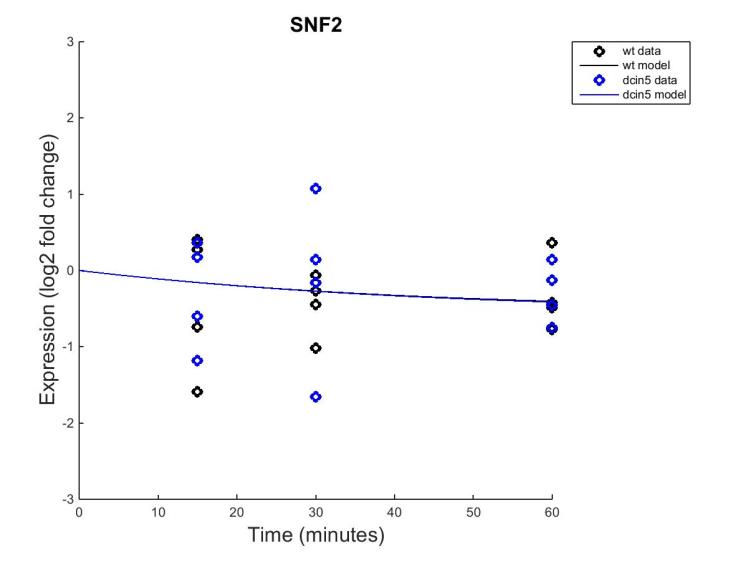 SNF2
3
2
1
0
-1
-2
-3
Expression (log2 fold change)
0 10 20 30 40 50 60
Time (minutes)
wt data
wt model
dcin5 data
dcin5 model